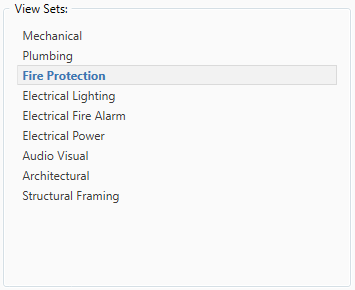 View Sets:
Mechanical
Plumbing
Fire Protection
Electrical Lighting
Electrical Fire Alarm
Electrical Power
Audio Visual
Architectural
Structural Framing